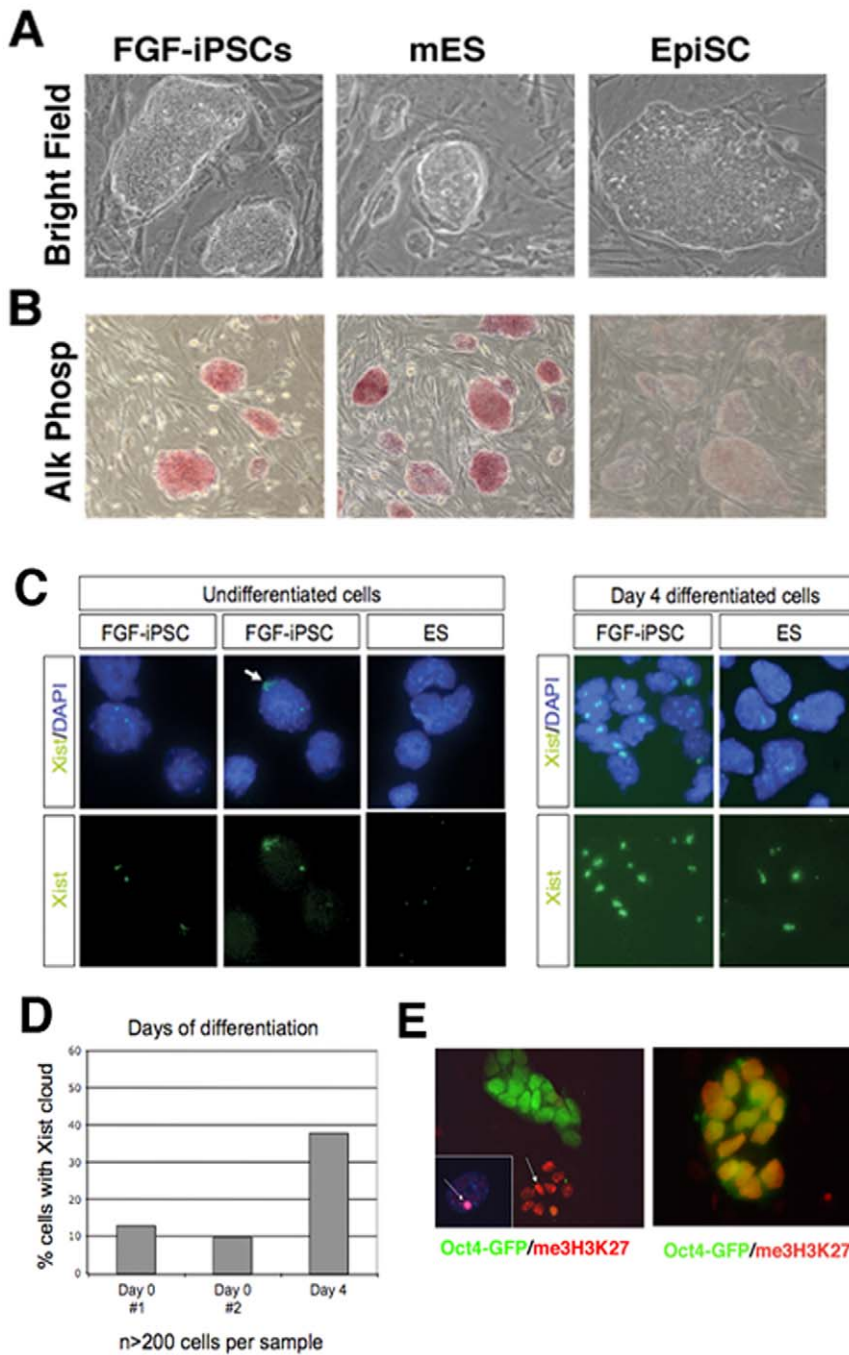 A
FGF-iPSCs mES EpiSC
Bright Field
B
Alk Phosp
C
Undifferentiated cells
FGF-iPSC FGF-iPSC ES
Xist/DAPI
Xist
Day 4 differentiated cells
FGF-iPSC ES
Xist/DAPI
Xist
D
Days of differentiation
% cells with Xist cloud
60
50
40
30
20
10
0
Day 0 Day 0 Day 4
#1 #2
n>200 cells per sample
E
Oct4-GFP/me3H3K27 Oct4-GFP/me3H3K27